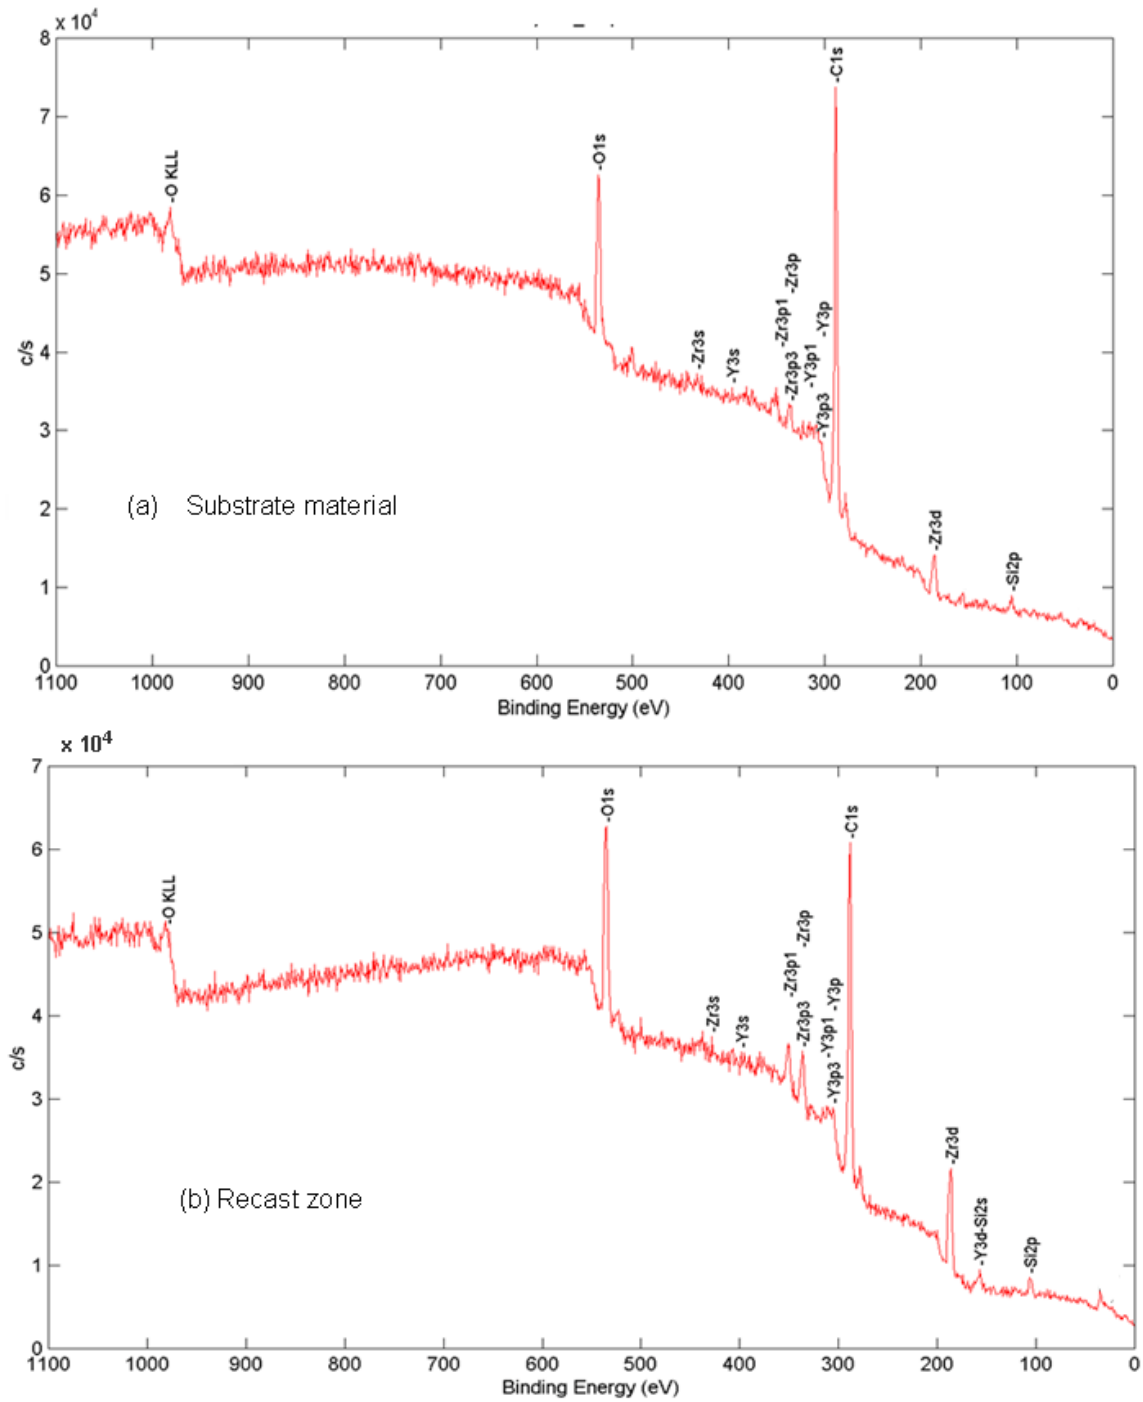 x 10⁴
8
7
6
5
4
3
2
1
0
c/s
-O KLL
-O1s
-Zr3s
-Y3s
-Zr3p1
-Zr3p
-Zr3p3
-Y3p1
-Y3p
-Y3p3
-C1s
-Zr3d
-Si2p
(a) Substrate material
1100 1000 900 800 700 600 500 400 300 200 100 0
Binding Energy (eV)
x 10⁴
7
6
5
4
3
2
1
0
c/s
-O KLL
-O1s
-Zr3s
-Y3s
-Zr3p1
-Zr3p
-Zr3p3
-Y3p3
-Y3p1
-Y3p
-C1s
-Zr3d
-Y3d-Si2s
-Si2p
(b) Recast zone
1100 1000 900 800 700 600 500 400 300 200 100 0
Binding Energy (eV)